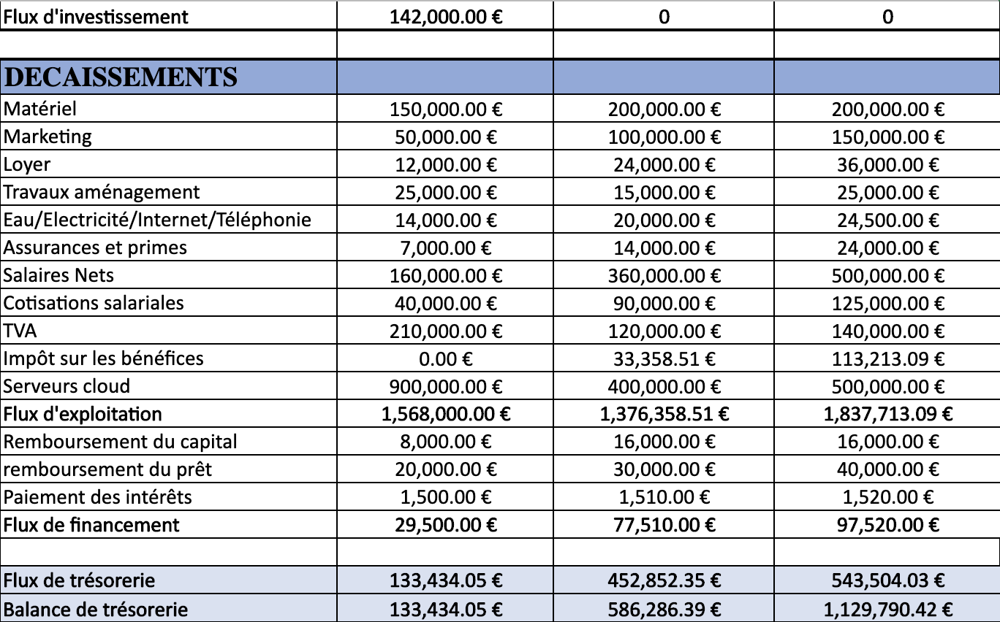 Flux d'investissement 142,000.00 € 0 0
DECAISSEMENTS
Matériel 150,000.00 € 200,000.00 € 200,000.00 €
Marketing 50,000.00 € 100,000.00 € 150,000.00 €
Loyer 12,000.00 € 24,000.00 € 36,000.00 €
Travaux aménagement 25,000.00 € 15,000.00 € 25,000.00 €
Eau/Electricité/Internet/Téléphonie 14,000.00 € 20,000.00 € 24,500.00 €
Assurances et primes 7,000.00 € 14,000.00 € 24,000.00 €
Salaires Nets 160,000.00 € 360,000.00 € 500,000.00 €
Cotisations salariales 40,000.00 € 90,000.00 € 125,000.00 €
TVA 210,000.00 € 120,000.00 € 140,000.00 €
Impôt sur les bénéfices 0.00 € 33,358.51 € 113,213.09 €
Serveurs cloud 900,000.00 € 400,000.00 € 500,000.00 €
Flux d'exploitation 1,568,000.00 € 1,376,358.51 € 1,837,713.09 €
Remboursement du capital 8,000.00 € 16,000.00 € 16,000.00 €
remboursement du prêt 20,000.00 € 30,000.00 € 40,000.00 €
Paiement des intérêts 1,500.00 € 1,510.00 € 1,520.00 €
Flux de financement 29,500.00 € 77,510.00 € 97,520.00 €
Flux de trésorerie 133,434.05 € 452,852.35 € 543,504.03 €
Balance de trésorerie 133,434.05 € 586,286.39 € 1,129,790.42 €